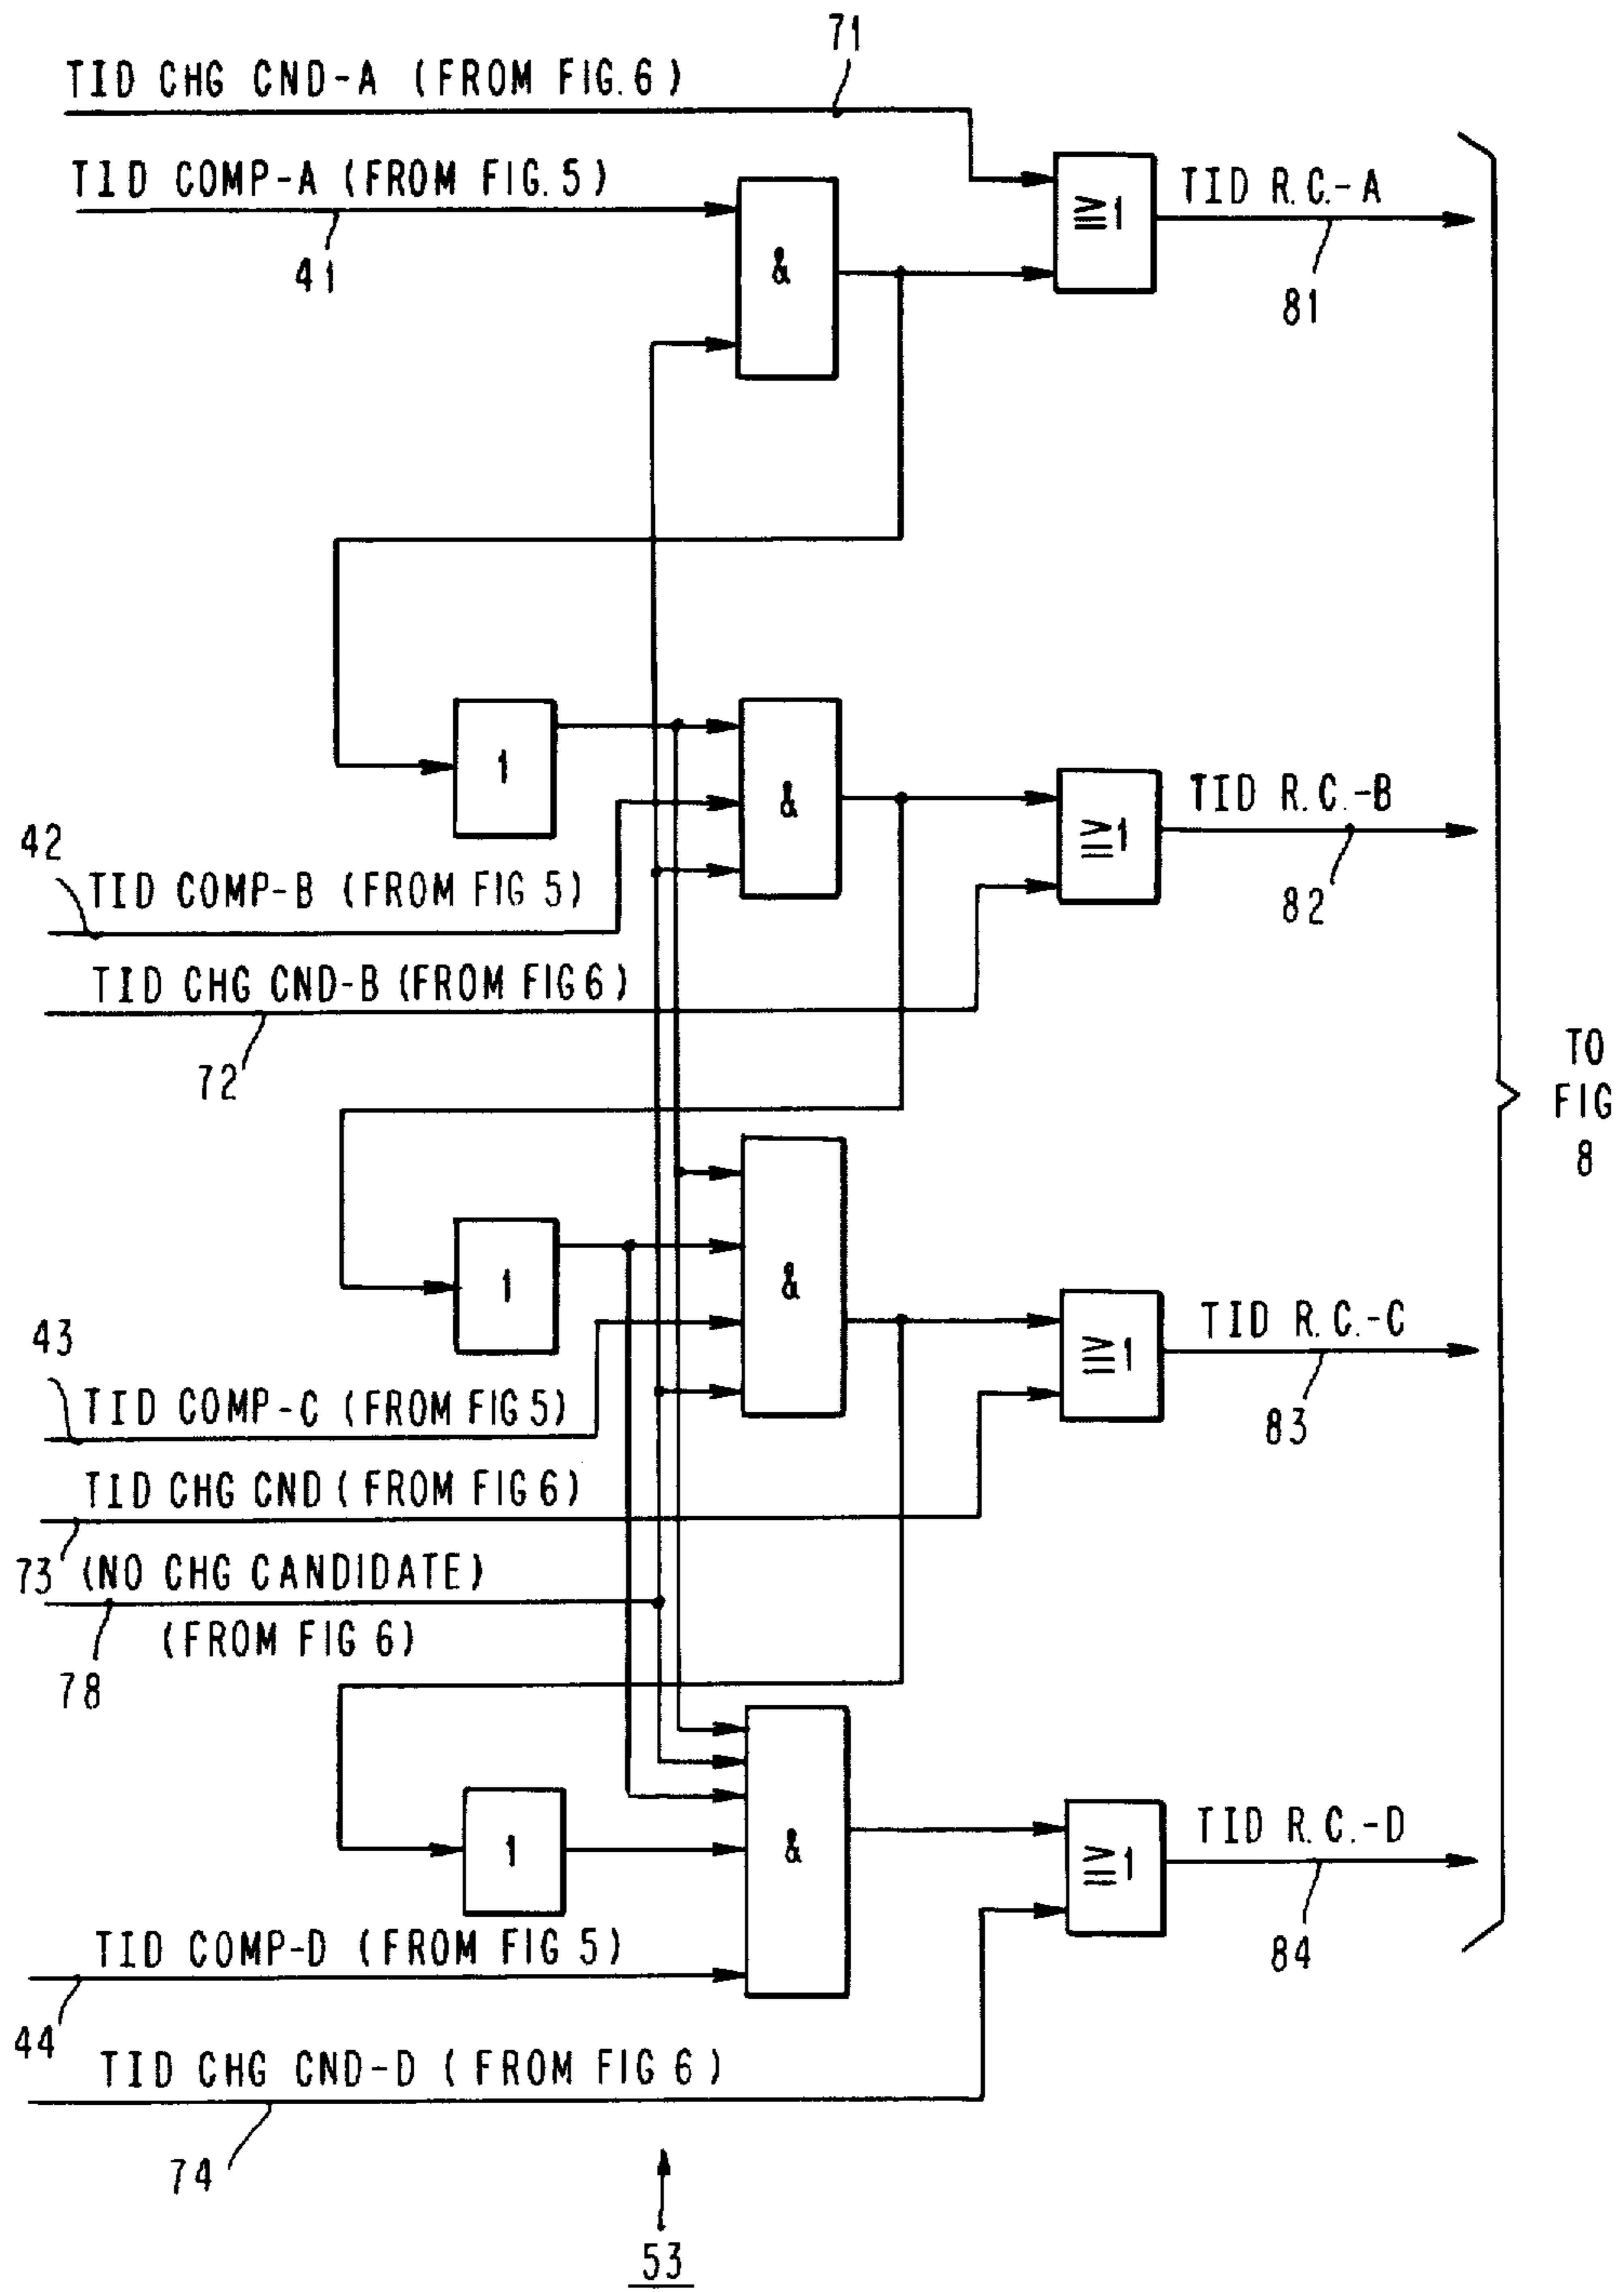 71
TID CHG CND-A (FROM FIG. 6)
TID COMP-A (FROM FIG. 5)
41
&
≧1
TID R.C.-A
81
1
&
≧1
TID R.C.-B
82
42
TID COMP-B (FROM FIG 5)
TID CHG CND-B (FROM FIG 6)
72
TO
FIG
8
1
&
≧1
TID R.C.-C
83
43
TID COMP-C (FROM FIG 5)
TID CHG CND (FROM FIG 6)
73 (NO CHG CANDIDATE)
(FROM FIG 6)
78
1
&
≧1
TID R.C.-D
84
TID COMP-D (FROM FIG 5)
44
TID CHG CND-D (FROM FIG 6)
74
53